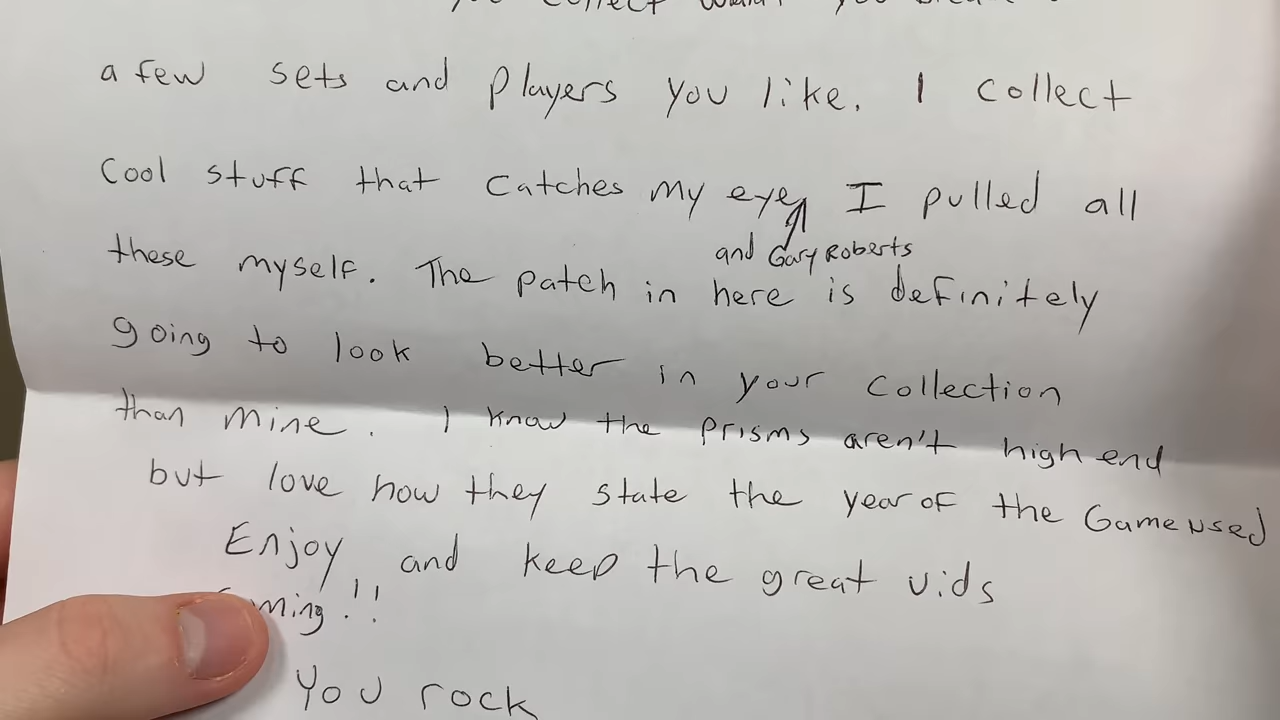 you collect
a few sets and players you like. I collect
Cool stuff that catches my eye, I pulled all
and Gary Roberts
these myself. The patch in here is definitely
going to look better in your collection
than mine. I know the prisms aren't high end
but love how they state the year of the Game used
Enjoy and keep the great vids
!!
You rock